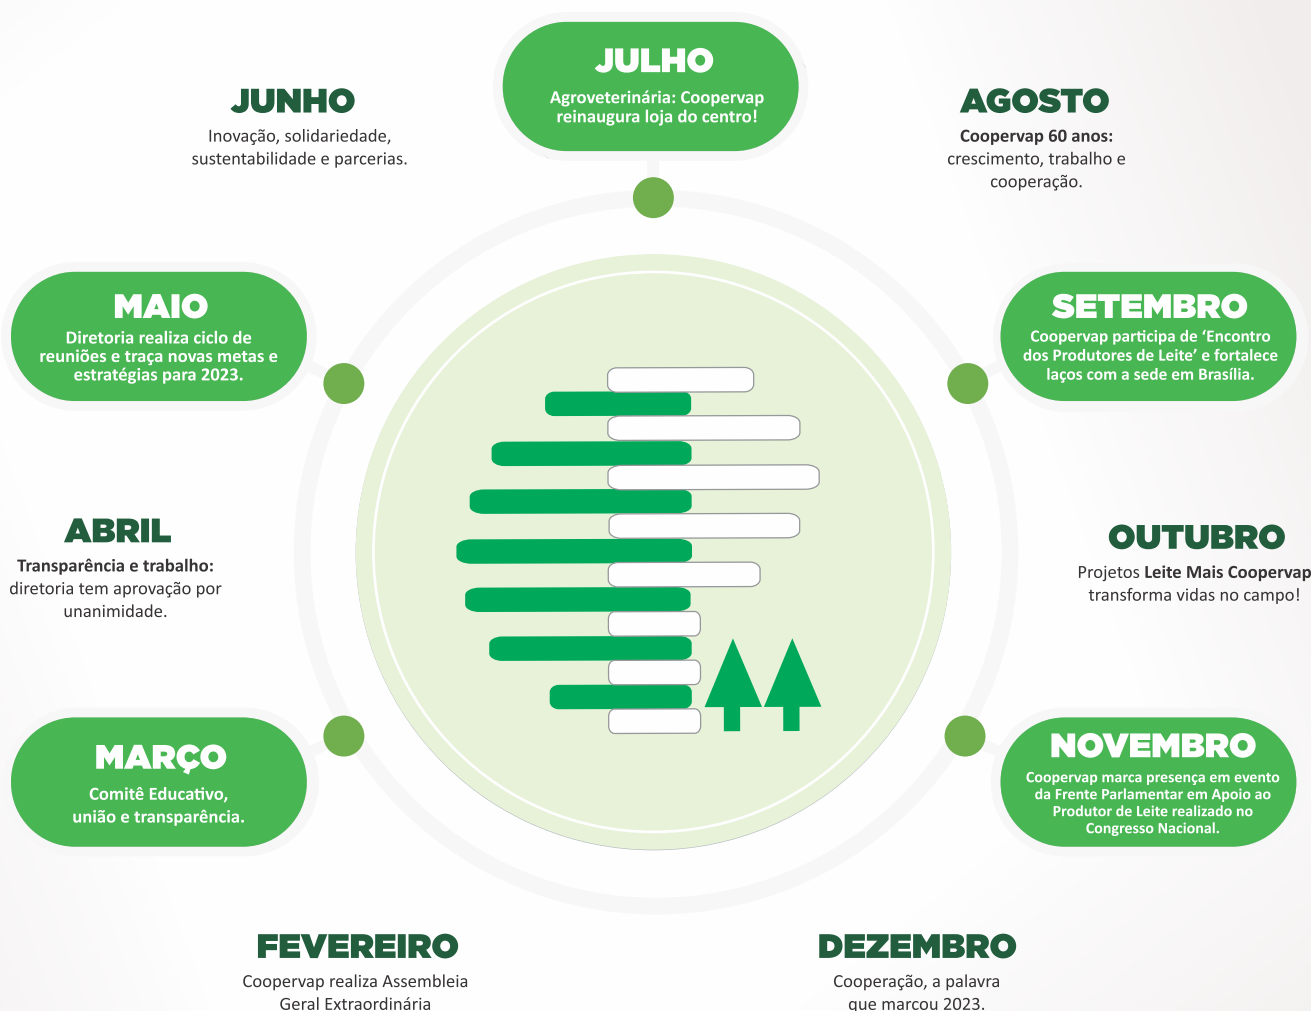 JULHO
Agroveterinária: Coopervap
reinaugura loja do centro!
JUNHO
Inovação, solidariedade,
sustentabilidade e parcerias.
AGOSTO
Coopervap 60 anos:
crescimento, trabalho e
cooperação.
MAIO
Diretoria realiza ciclo de
reuniões e traça novas metas e
estratégias para 2023.
SETEMBRO
Coopervap participa de ‘Encontro
dos Produtores de Leite’ e fortalece
laços com a sede em Brasília.
ABRIL
Transparência e trabalho:
diretoria tem aprovação por
unanimidade.
OUTUBRO
Projetos Leite Mais Coopervap
transforma vidas no campo!
MARÇO
Comitê Educativo,
união e transparência.
NOVEMBRO
Coopervap marca presença em evento
da Frente Parlamentar em Apoio ao
Produtor de Leite realizado no
Congresso Nacional.
FEVEREIRO
Coopervap realiza Assembleia
Geral Extraordinária
DEZEMBRO
Cooperação, a palavra
que marcou 2023.